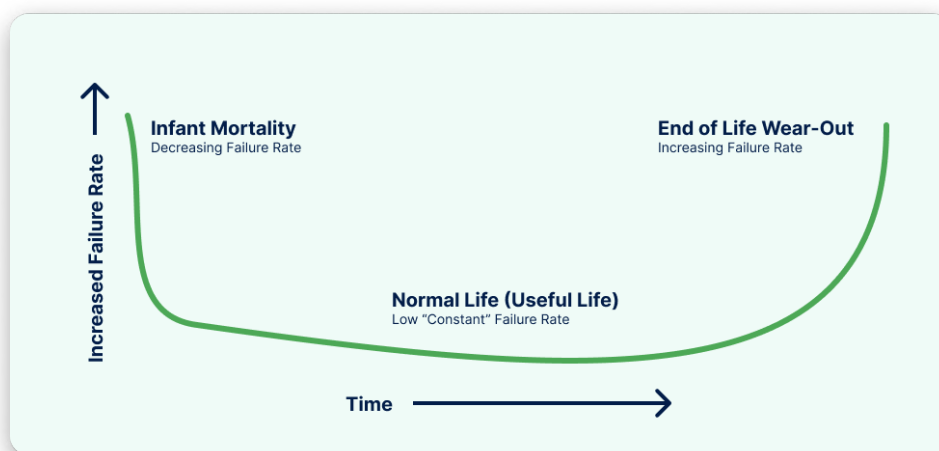 Infant Mortality
Decreasing Failure Rate
End of Life Wear-Out
Increasing Failure Rate
Increased Failure Rate
Normal Life (Useful Life)
Low “Constant” Failure Rate
Time